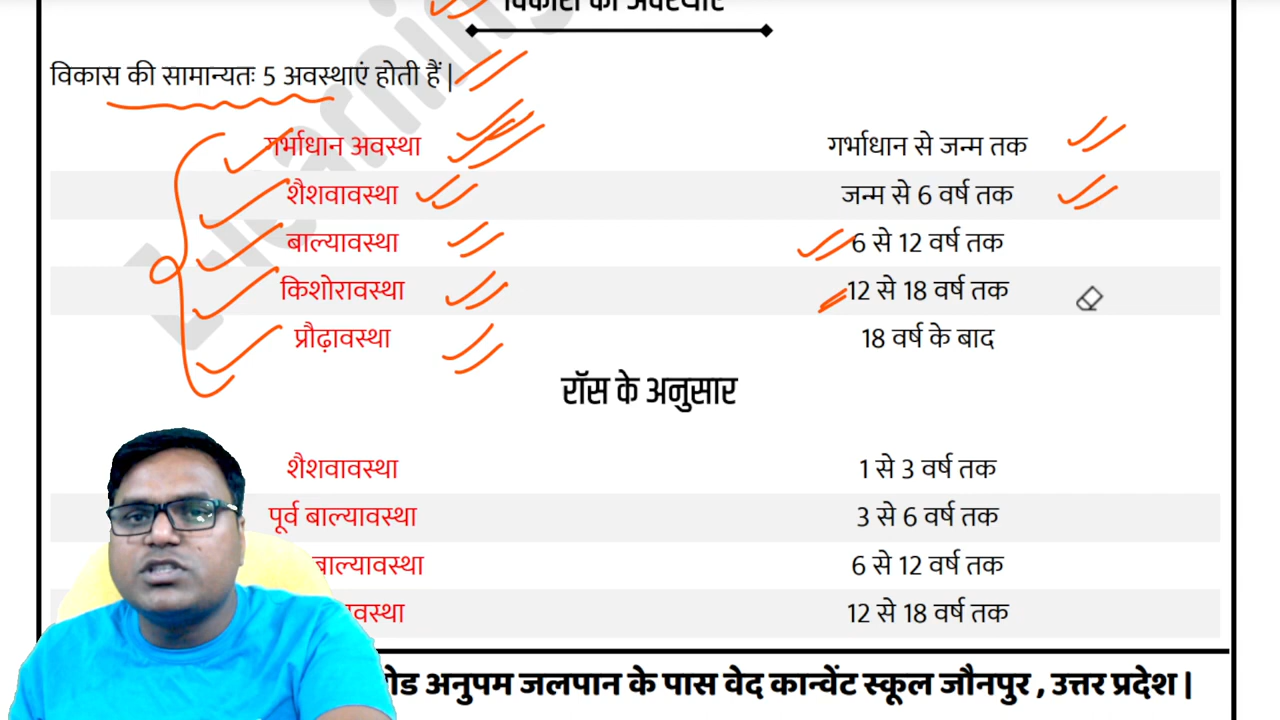 विकास की अवस्थाएं
विकास की सामान्यतः 5 अवस्थाएं होती हैं |
गर्भाधान अवस्था गर्भाधान से जन्म तक
शैशवावस्था जन्म से 6 वर्ष तक
बाल्यावस्था 6 से 12 वर्ष तक
किशोरावस्था 12 से 18 वर्ष तक
प्रौढ़ावस्था 18 वर्ष के बाद
रॉस के अनुसार
शैशवावस्था 1 से 3 वर्ष तक
पूर्व बाल्यावस्था 3 से 6 वर्ष तक
बाल्यावस्था 6 से 12 वर्ष तक
वस्था 12 से 18 वर्ष तक
अनुपम जलपान के पास वेद कान्वेंट स्कूल जौनपुर , उत्तर प्रदेश |